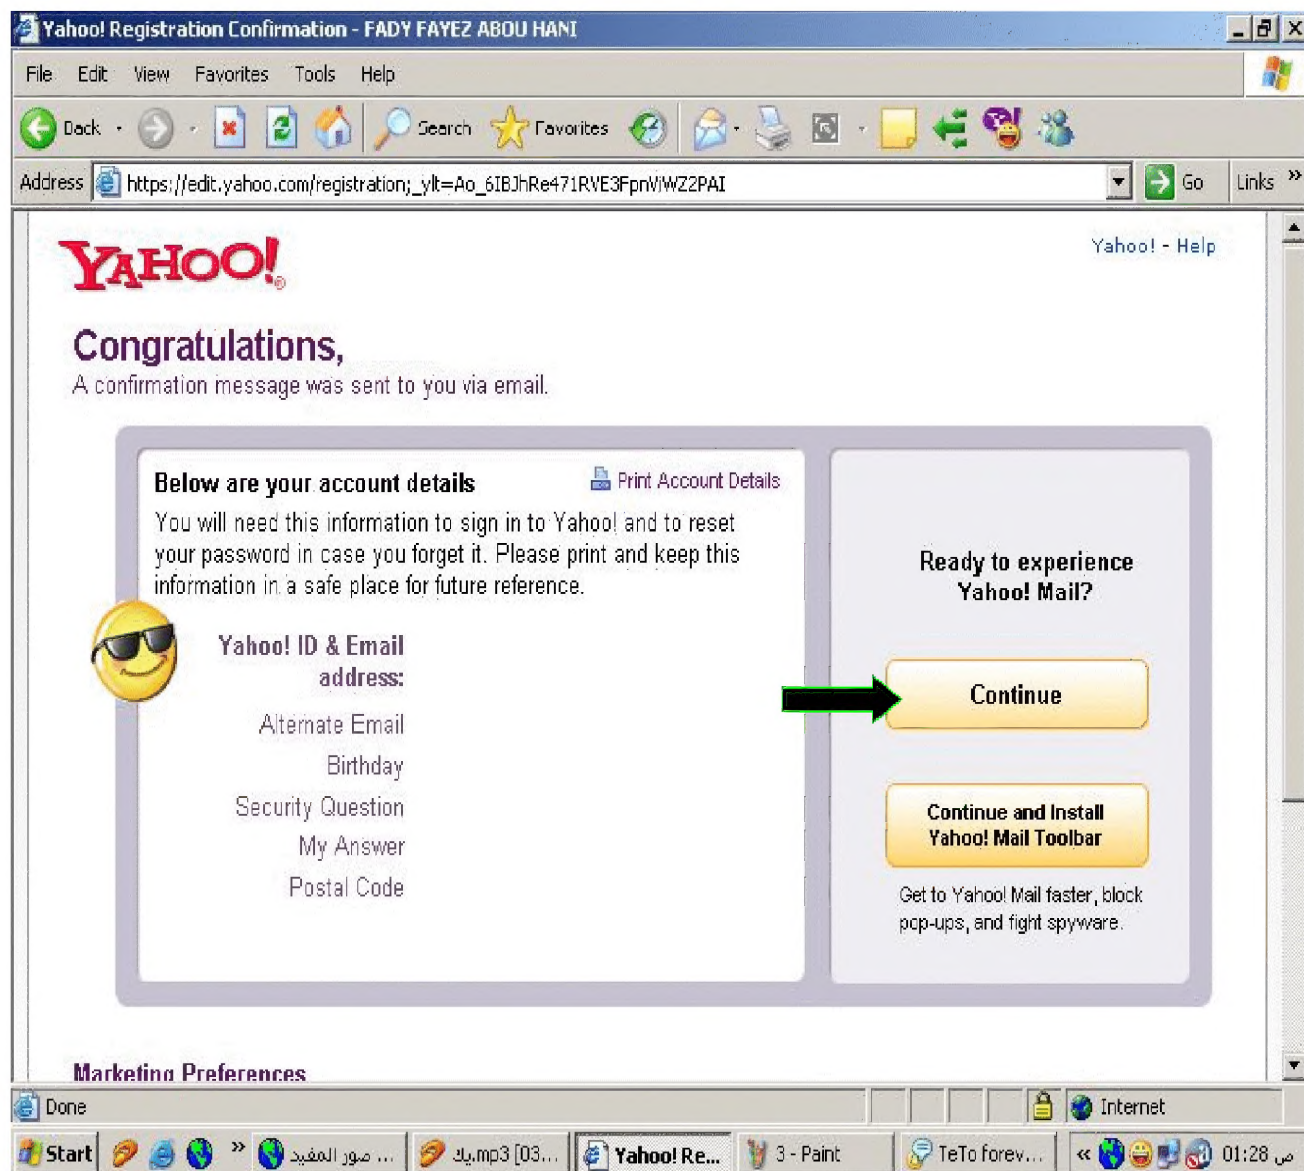 Yahoo! Registration Confirmation - FADY FAYEZ ABOU HANI
File Edit View Favorites Tools Help
Back Search Favorites
Address https://edit.yahoo.com/registration;_ylt=Ao_6IBJhRe471RVE3FpnVjWZ2PAI Go Links »
YAHOO!® Yahoo! - Help
Congratulations,
A confirmation message was sent to you via email.
Below are your account details Print Account Details
You will need this information to sign in to Yahoo! and to reset
your password in case you forget it. Please print and keep this
information in a safe place for future reference.
Yahoo! ID & Email
address:
Alternate Email
Birthday
Security Question
My Answer
Postal Code
Ready to experience
Yahoo! Mail?
Continue
Continue and Install
Yahoo! Mail Toolbar
Get to Yahoo! Mail faster, block
pop-ups, and fight spyware.
Marketing Preferences
Done Internet
Start » صور المفيد ... يك.mp3 [03... Yahoo! Re... 3 - Paint TeTo forev... « 01:28 ص